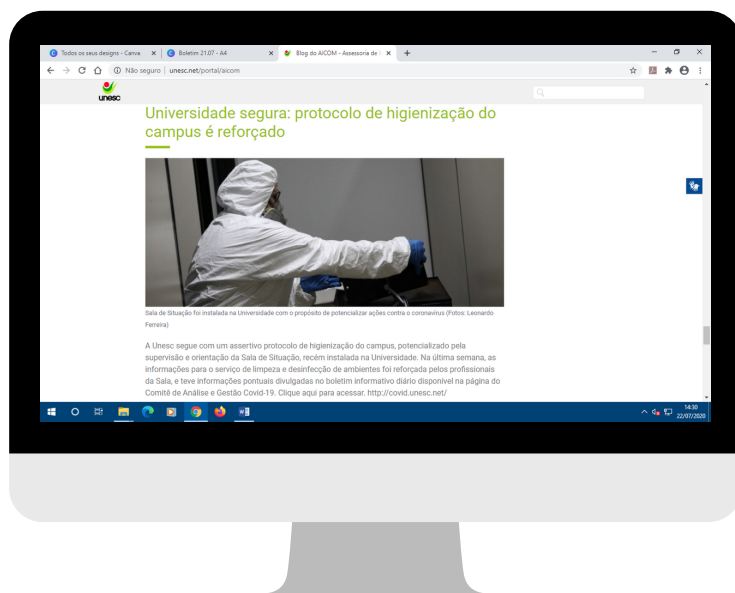 Todos os seus designs - Canva
Boletim 21.07 - A4
Blog do AICOM - Assessoria de
Não seguro | unesc.net/portal/aicom
unesc
Universidade segura: protocolo de higienização do
campus é reforçado
Sala de Situação foi instalada na Universidade com o propósito de potencializar ações contra o coronavírus (Fotos: Leonardo
Ferreira)
A Unesc segue com um assertivo protocolo de higienização do campus, potencializado pela
supervisão e orientação da Sala de Situação, recém instalada na Universidade. Na última semana, as
informações para o serviço de limpeza e desinfecção de ambientes foi reforçada pelos profissionais
da Sala, e teve informações pontuais divulgadas no boletim informativo diário disponível na página do
Comitê de Análise e Gestão Covid-19. Clique aqui para acessar. http://covid.unesc.net/
14:30
22/07/2020